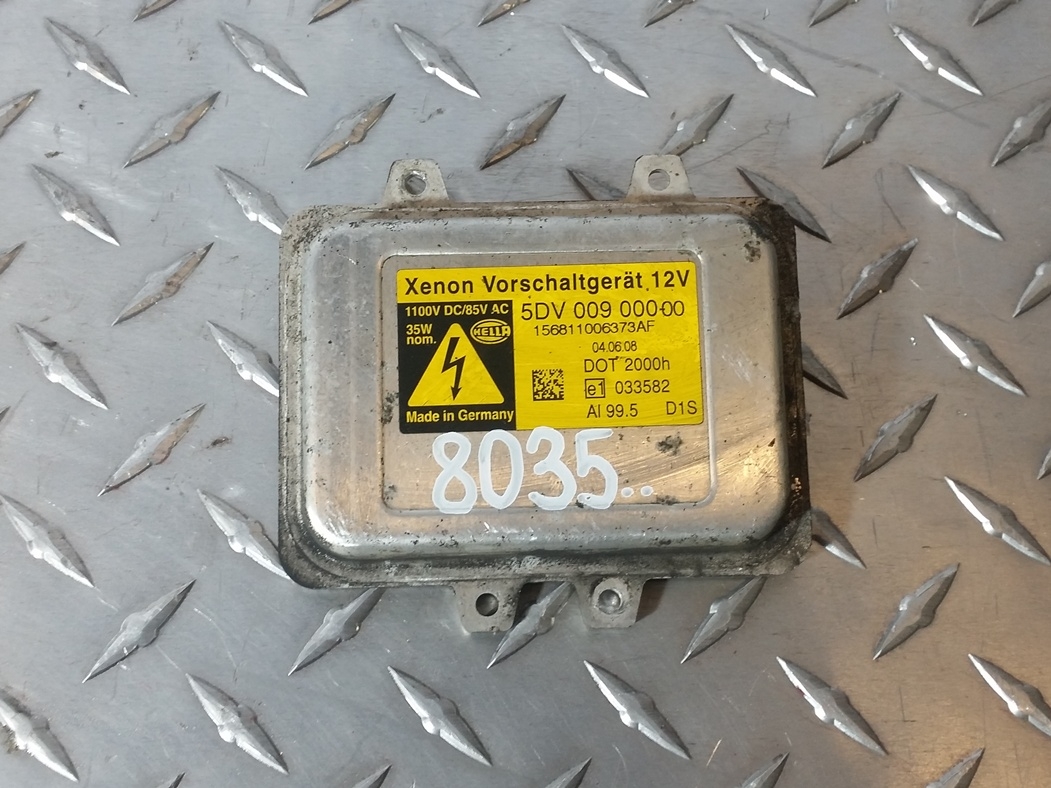 Xenon Vorschaltgerät 12V
1100V DC/85V AC
35W
nom.
HELLA
Made in Germany
5DV 009 000-00
156811006373AF
04.06.08
DOT 2000h
e1 033582
Al 99.5 D1S
8035..